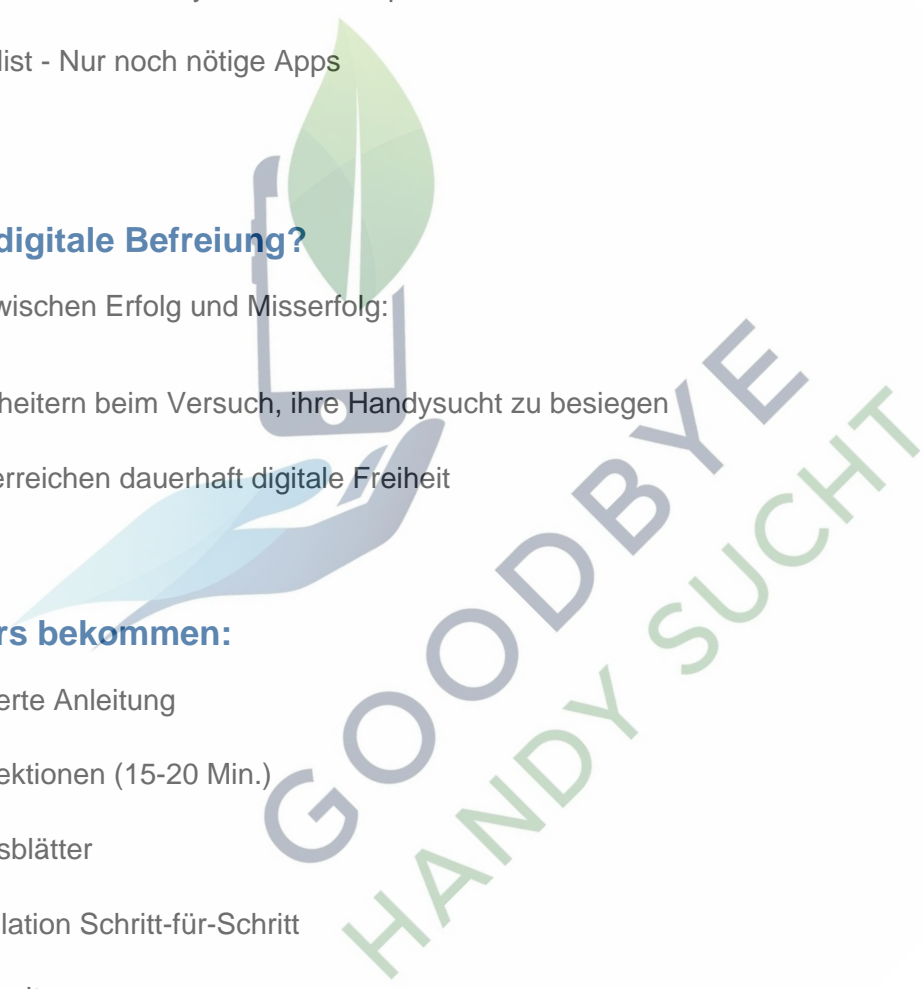 list - Nur noch nötige Apps
digitale Befreiung?
wischen Erfolg und Misserfolg:
heitern beim Versuch, ihre Handysucht zu besiegen
erreichen dauerhaft digitale Freiheit
rs bekommen:
erte Anleitung
ektionen (15-20 Min.)
sblätter
lation Schritt-für-Schritt
GOODBYE
HANDY SUCHT